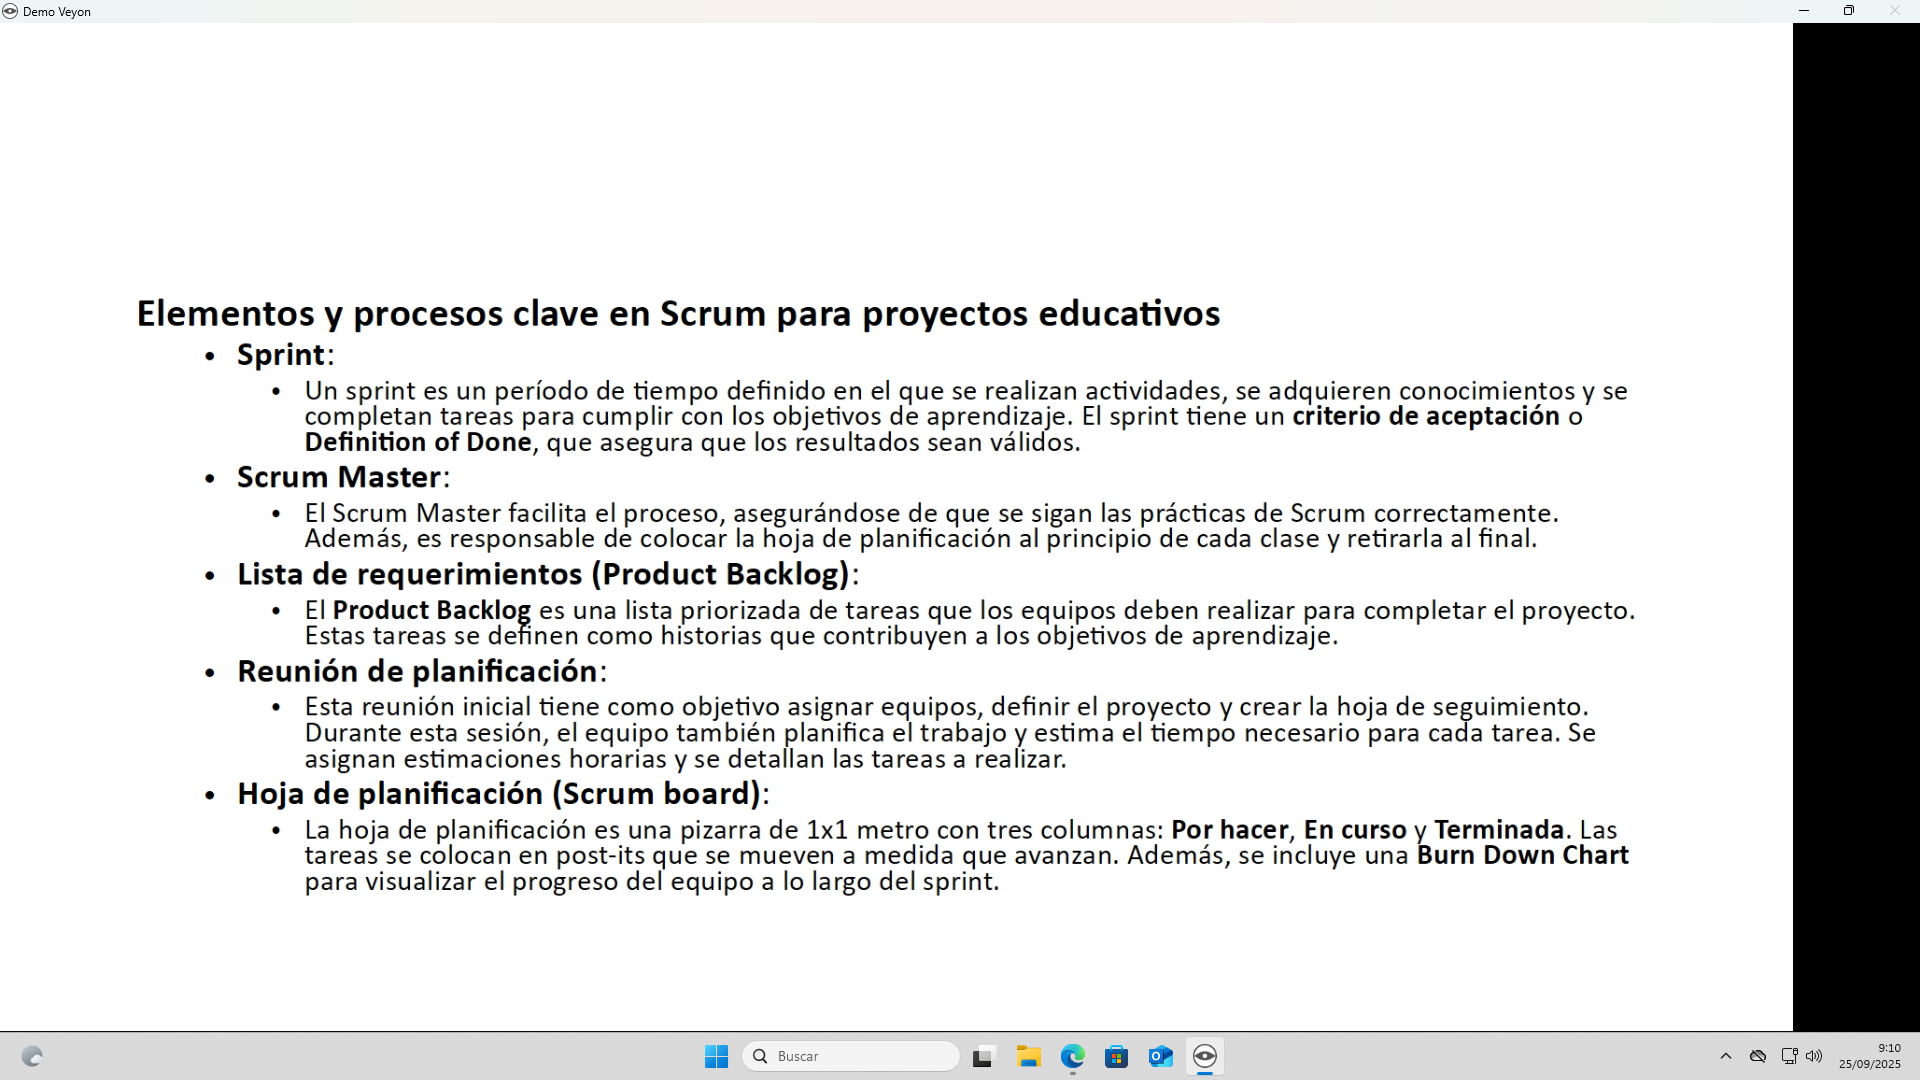 Demo Veyon
Elementos y procesos clave en Scrum para proyectos educativos
• Sprint:
• Un sprint es un período de tiempo definido en el que se realizan actividades, se adquieren conocimientos y se
completan tareas para cumplir con los objetivos de aprendizaje. El sprint tiene un criterio de aceptación o
Definition of Done, que asegura que los resultados sean válidos.
• Scrum Master:
• El Scrum Master facilita el proceso, asegurándose de que se sigan las prácticas de Scrum correctamente.
Además, es responsable de colocar la hoja de planificación al principio de cada clase y retirarla al final.
• Lista de requerimientos (Product Backlog):
• El Product Backlog es una lista priorizada de tareas que los equipos deben realizar para completar el proyecto.
Estas tareas se definen como historias que contribuyen a los objetivos de aprendizaje.
• Reunión de planificación:
• Esta reunión inicial tiene como objetivo asignar equipos, definir el proyecto y crear la hoja de seguimiento.
Durante esta sesión, el equipo también planifica el trabajo y estima el tiempo necesario para cada tarea. Se
asignan estimaciones horarias y se detallan las tareas a realizar.
• Hoja de planificación (Scrum board):
• La hoja de planificación es una pizarra de 1x1 metro con tres columnas: Por hacer, En curso y Terminada. Las
tareas se colocan en post-its que se mueven a medida que avanzan. Además, se incluye una Burn Down Chart
para visualizar el progreso del equipo a lo largo del sprint.
Buscar
9:10
25/09/2025